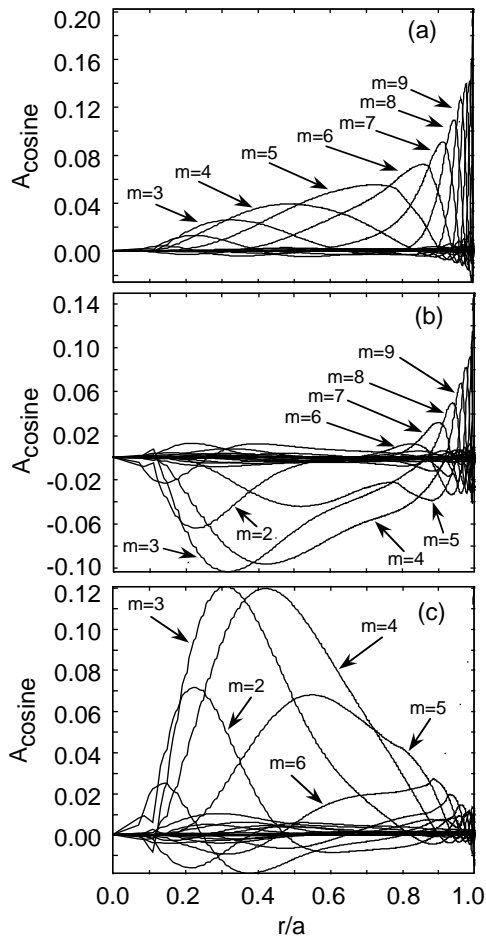 (a)
0.20
0.16
0.12
0.08
0.04
0.00
A cosine
m=9
m=8
m=7
m=6
m=5
m=4
m=3
(b)
0.14
0.10
0.06
0.02
-0.02
-0.06
-0.10
A cosine
m=9
m=8
m=7
m=6
m=2
m=5
m=3
m=4
(c)
0.12
0.10
0.08
0.06
0.04
0.02
0.00
A cosine
m=3
m=4
m=2
m=5
m=6
0.0 0.2 0.4 0.6 0.8 1.0
r/a